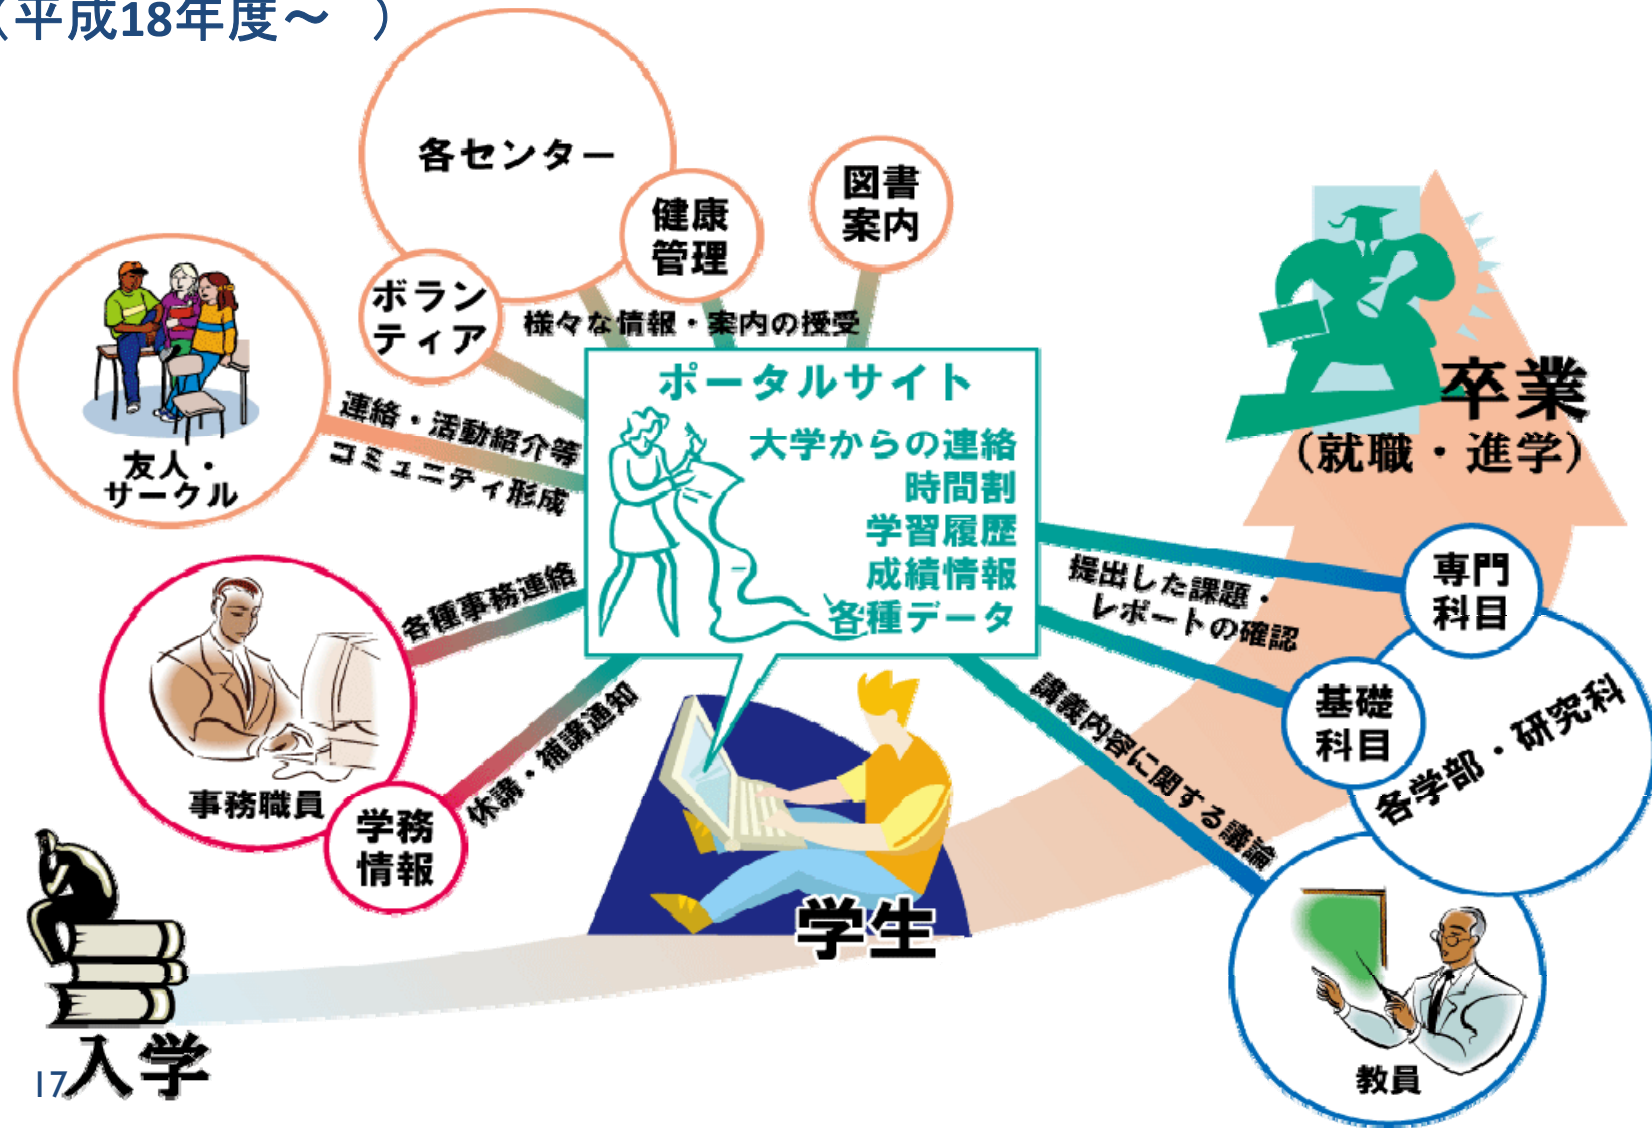 （平成18年度～　）
各センター
健康
管理
図書
案内
ボラン
ティア
様々な情報・案内の授受
ポータルサイト
大学からの連絡
時間割
学習履歴
成績情報
各種データ
友人・
サークル
連絡・活動紹介等
コミュニティ形成
卒業
（就職・進学）
各種事務連絡
事務職員
学務
情報
休講・補講通知
提出した課題・
レポートの確認
専門
科目
基礎
科目
各学部・研究科
講義内容に関する議論
学生
教員
入学
17